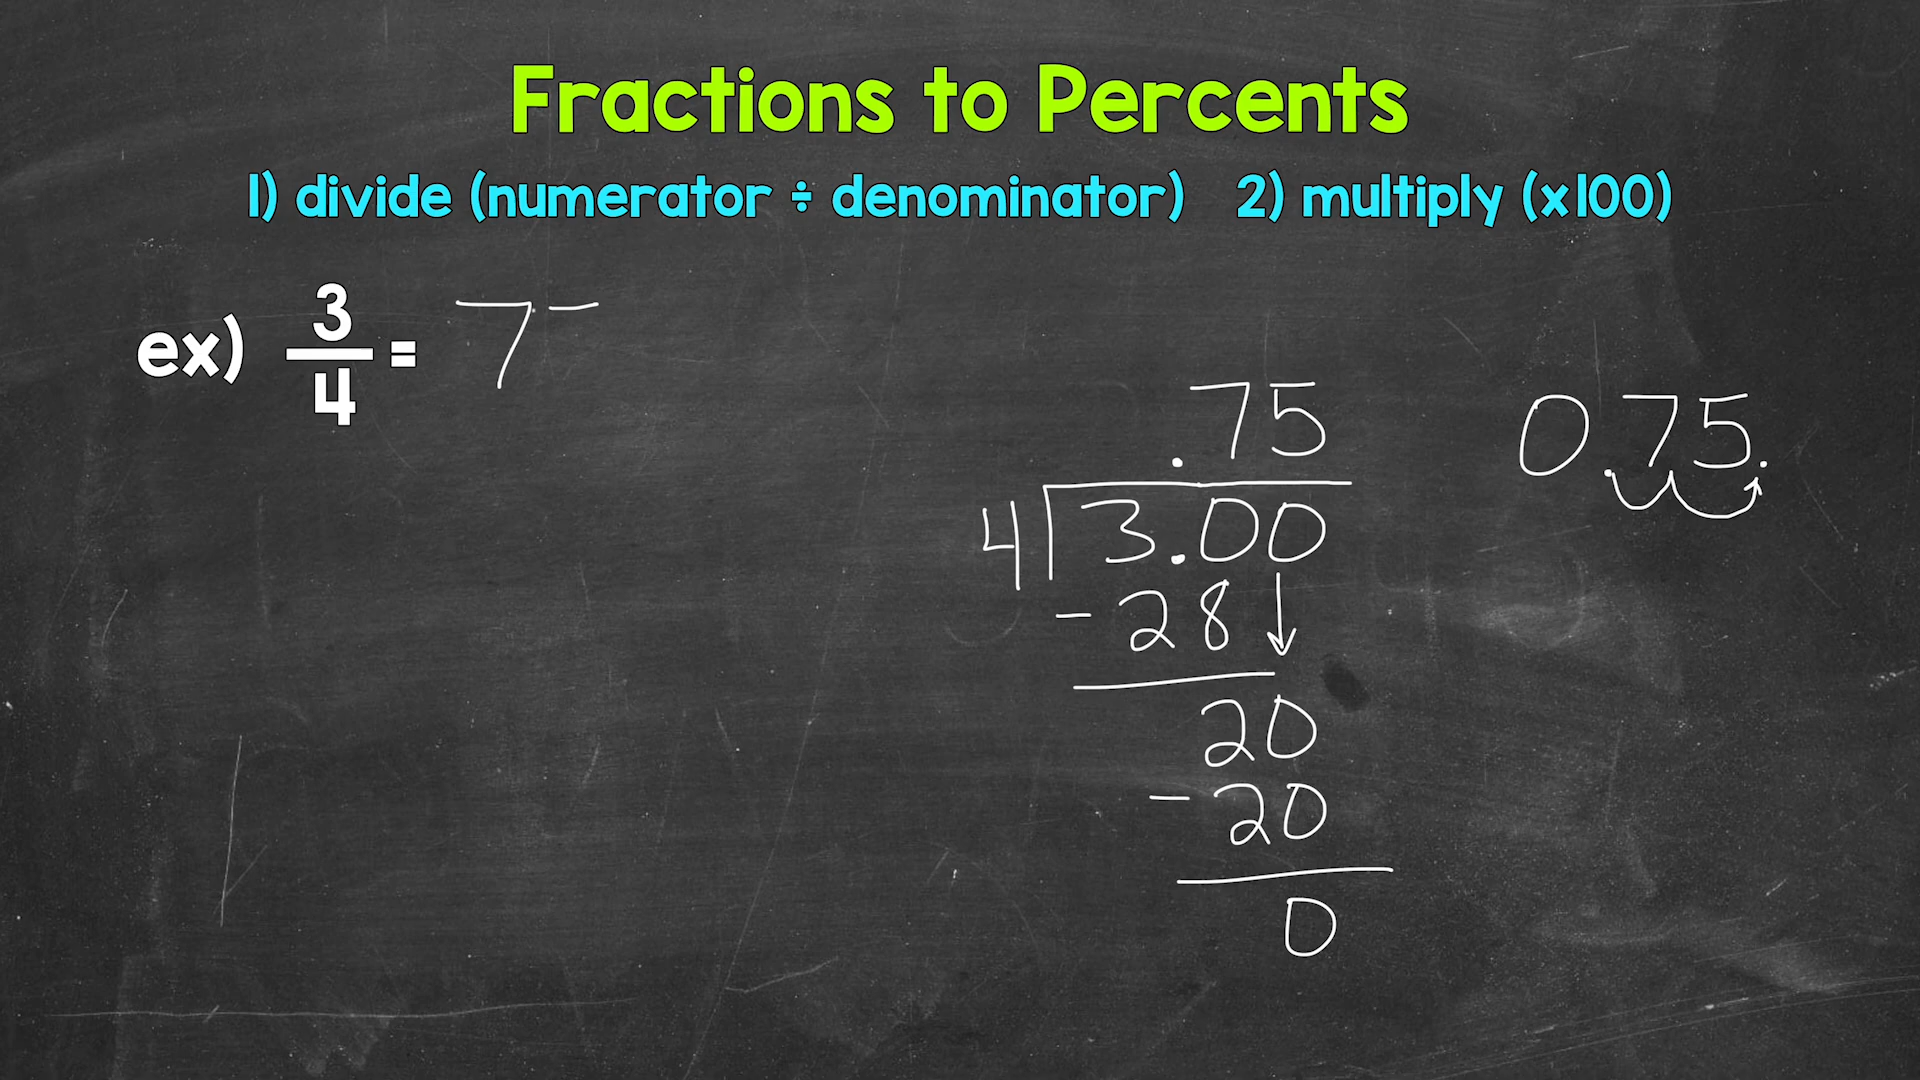 Fractions to Percents
1) divide (numerator ÷ denominator) 2) multiply (x100)
ex) 3/4 = 7
.75
4 3.00
- 28
20
- 20
0
0.75.